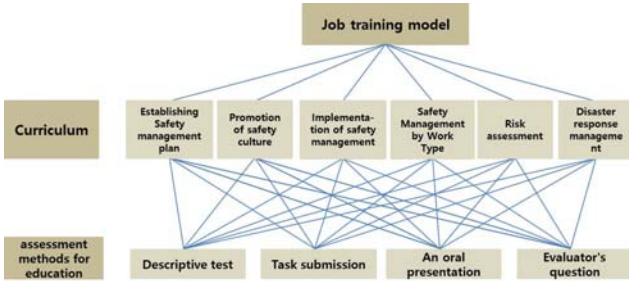 Job training model
Curriculum
Establishing
Safety
management
plan
Promotion
of safety
culture
Implementa-
tion of safety
management
Safety
Management
by Work
Type
Risk
assessment
Disaster
response
manageme
nt
assessment
methods for
education
Descriptive test
Task submission
An oral
presentation
Evaluator's
question